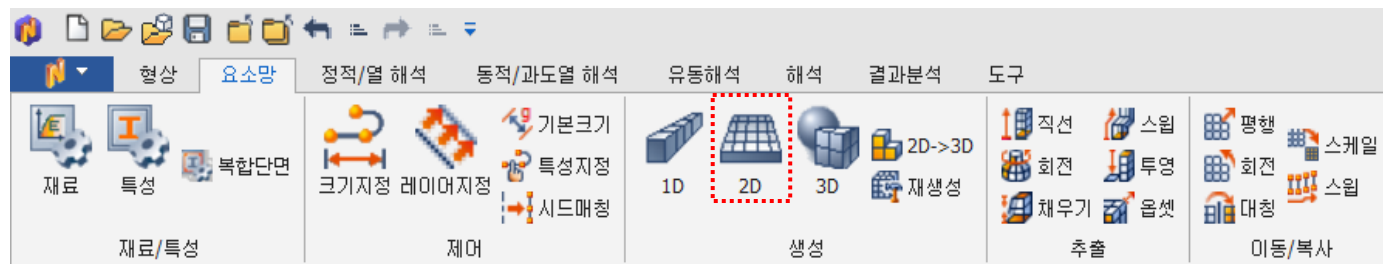 형상 요소망 정적/열 해석 동적/과도열 해석 유동해석 해석 결과분석 도구
재료 특성 복합단면
크기지정 레이어지정 기본크기
특성지정
시드매칭
1D 2D 3D 2D->3D
재생성
직선 스윕
회전 투영
채우기 옵셋
평행 스케일
회전 스윕
대칭
재료/특성 제어 생성 추출 이동/복사